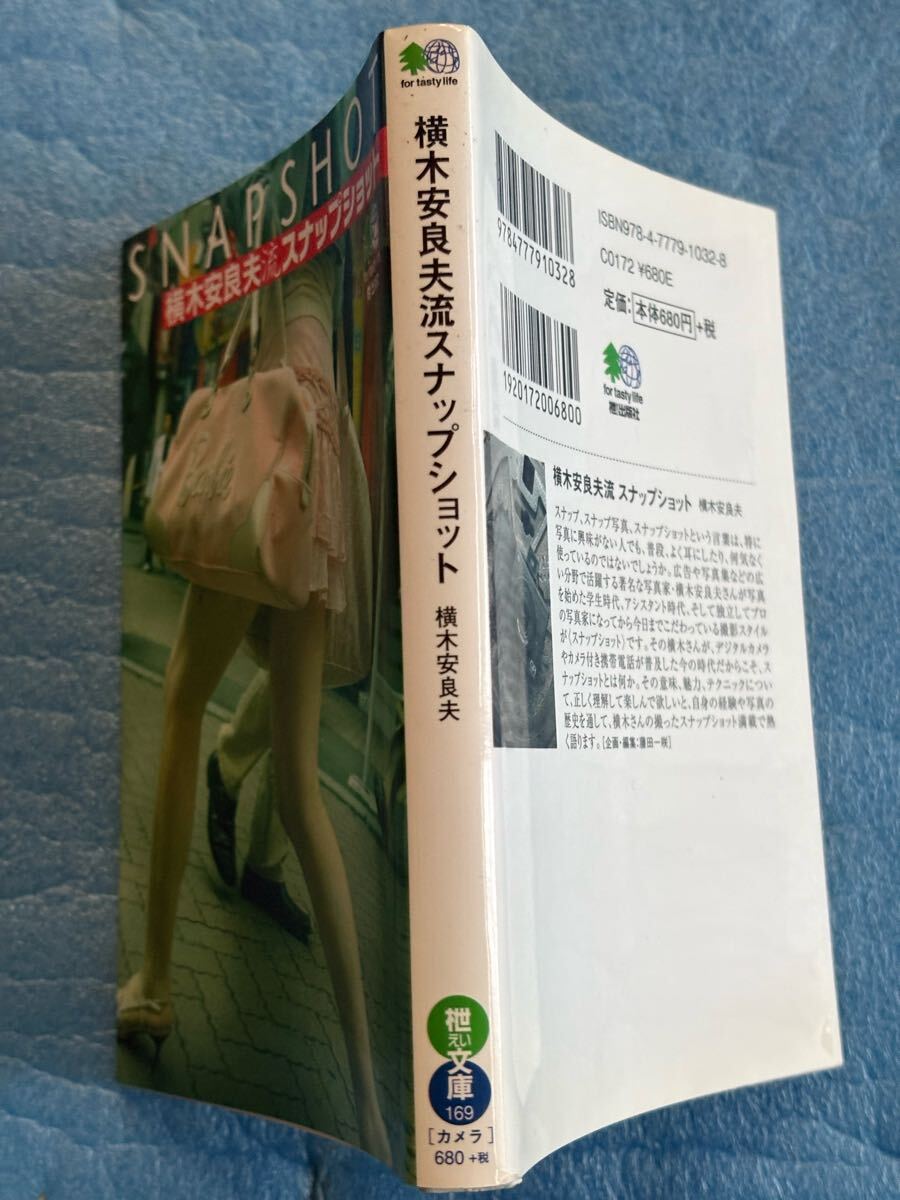 SNAPSHOT
横木安良夫流スナップショット
for tasty life
横木安良夫流スナップショット 横木安良夫
枻
えい
文庫
169
[カメラ]
680+税
9784777910328
1920172006800
ISBN978-4-7779-1032-8
C0172 ¥680E
定価:本体680円+税
for tasty life
枻出版社
横木安良夫流 スナップショット 横木安良夫
スナップ、スナップ写真、スナップショットという言葉は、特に
写真に興味がない人でも、普段、よく耳にしたり、何気なく
使っているのではないでしょうか。広告や写真集などの広
い分野で活躍する著名な写真家・横木安良夫さんが写真
を始めた学生時代、アシスタント時代、そして独立してプロ
の写真家になってから今日までこだわっている撮影スタイル
が〈スナップショット〉です。その横木さんが、デジタルカメラ
やカメラ付き携帯電話が普及した今の時代だからこそ、ス
ナップショットとは何か。その意味、魅力、テクニックについ
て、正しく理解して楽しんで欲しいと、自身の経験や写真の
歴史を通して、横木さんの撮ったスナップショット満載で熱
く語ります。[企画・編集:藤田一咲]